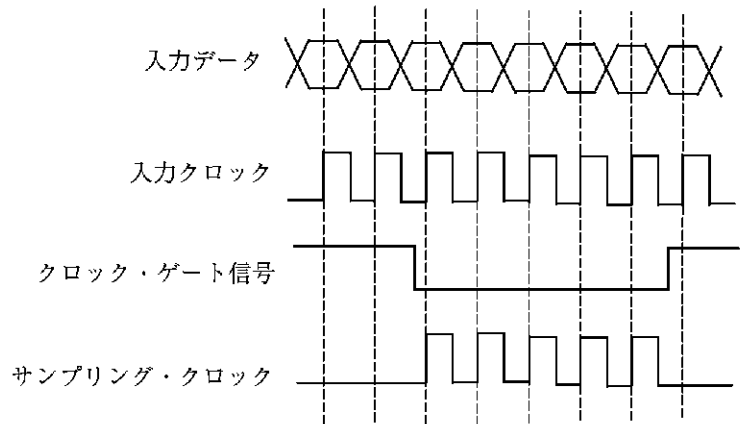 入力データ
入力クロック
クロック・ゲート信号
サンプリング・クロック